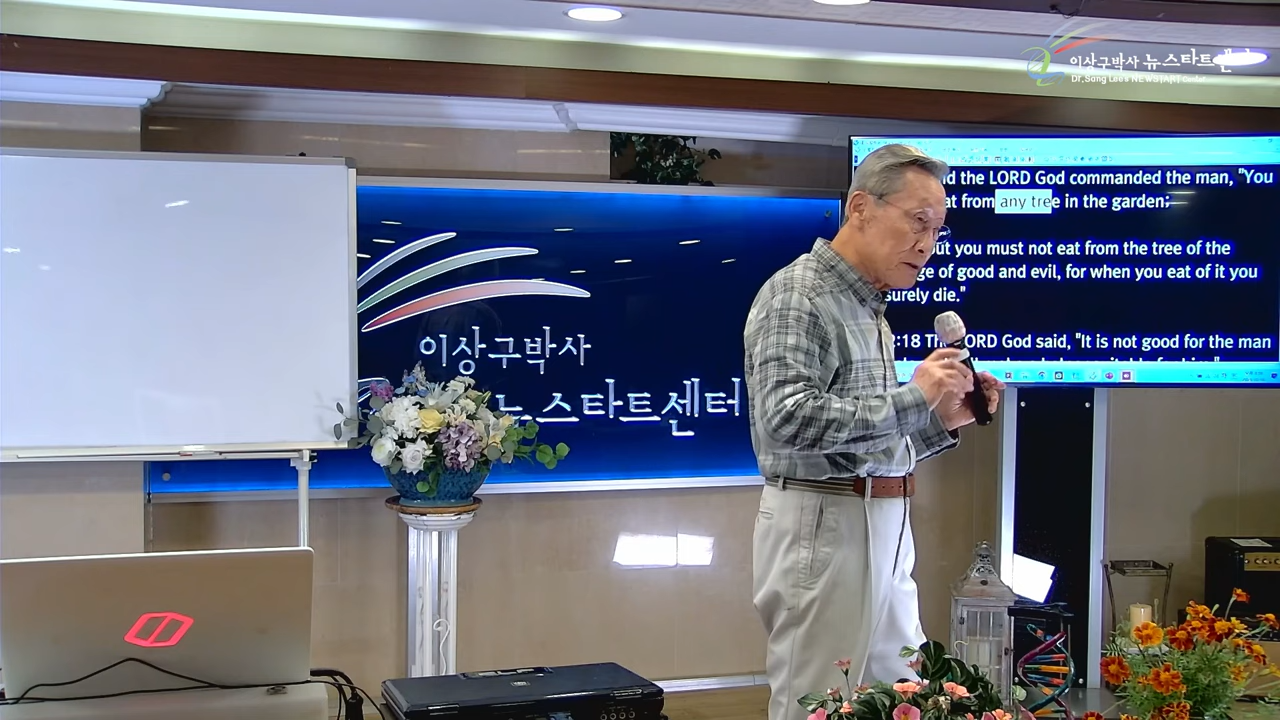 이상구박사 뉴스타트센터
Dr.Sang Lee's NEWSTART Center
nd the LORD God commanded the man, "You
at from any tree in the garden;
out you must not eat from the tree of the
ge of good and evil, for when you eat of it you
surely die."
:18 The LORD God said, "It is not good for the man
이상구박사
뉴스타트센터